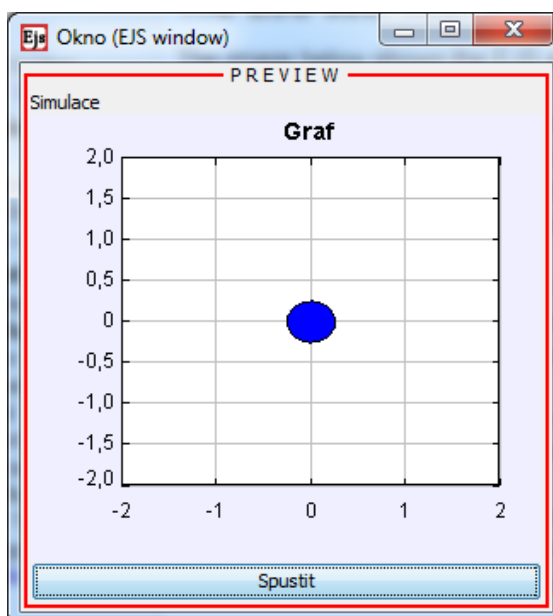 Ejs Okno (EJS window)
PREVIEW
Simulace
Graf
2,0
1,5
1,0
0,5
0
-0,5
-1,0
-1,5
-2,0
-2 -1 0 1 2
Spustit